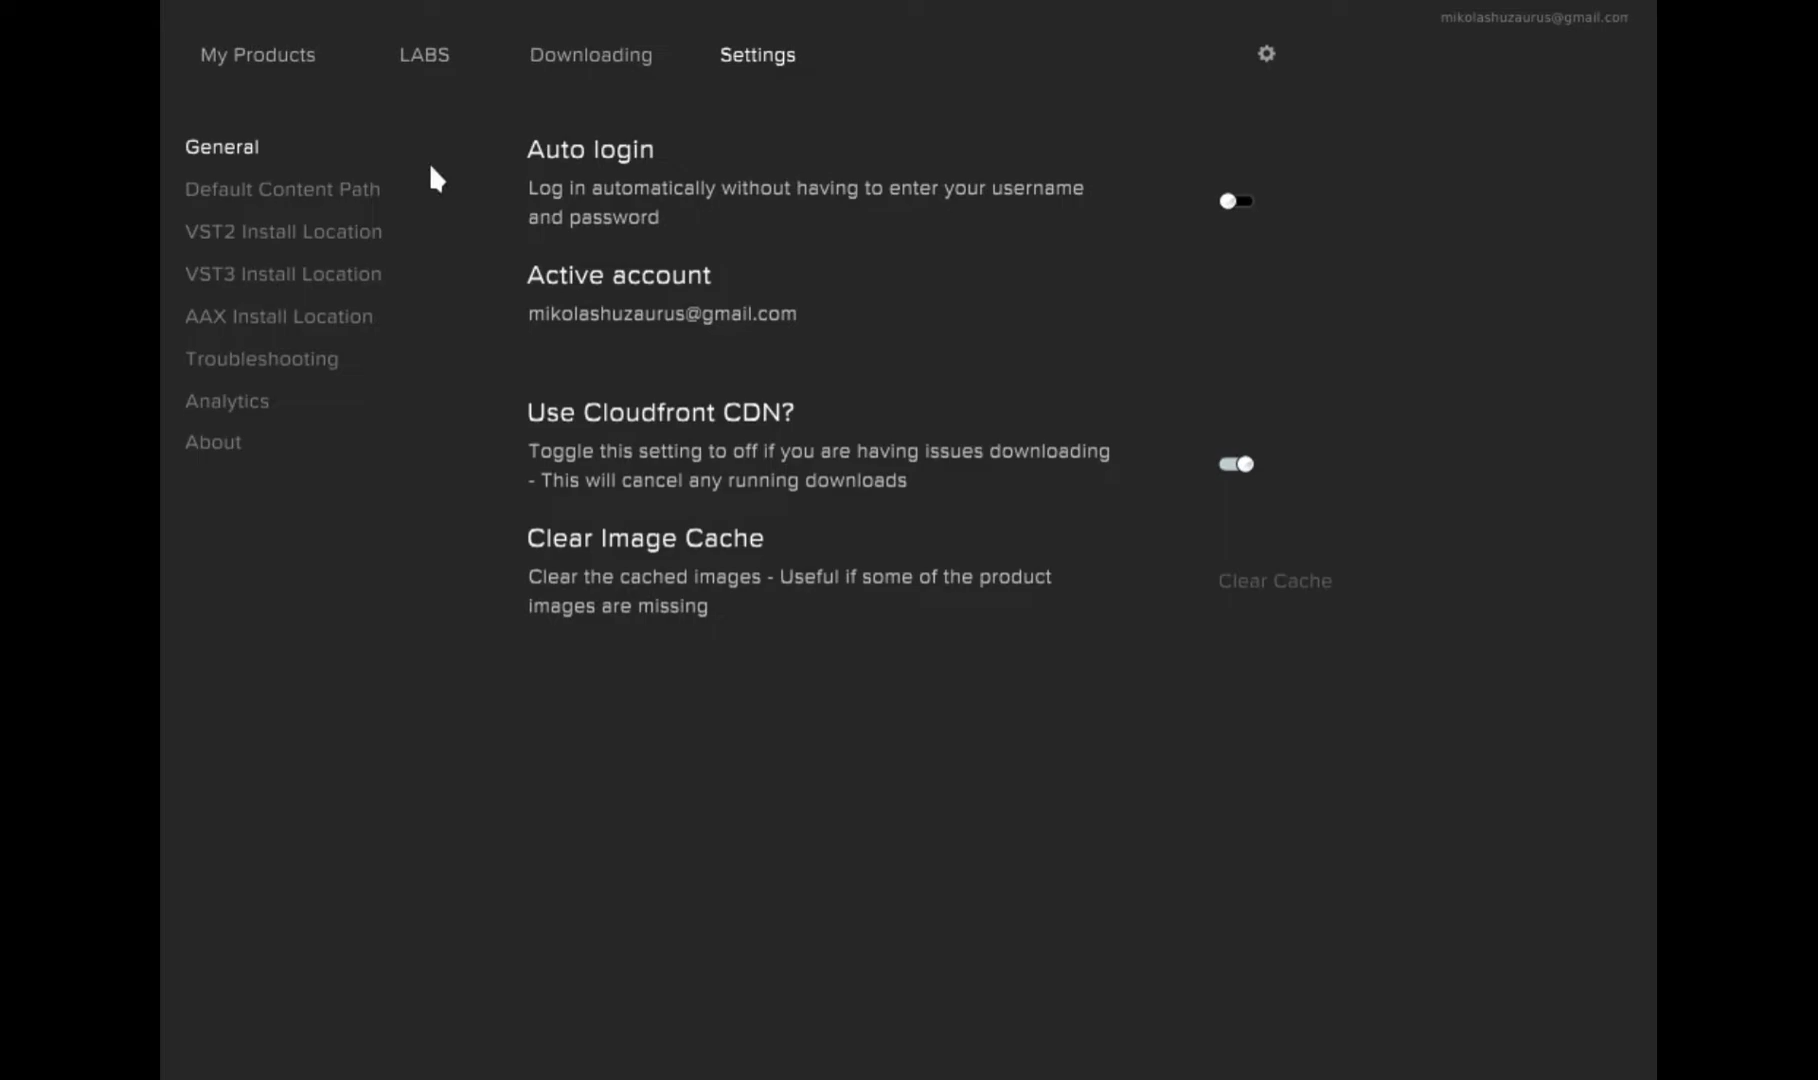 mikolashuzaurus@gmail.com
My Products
LABS
Downloading
Settings
General
Default Content Path
VST2 Install Location
VST3 Install Location
AAX Install Location
Troubleshooting
Analytics
About
Auto login
Log in automatically without having to enter your username
and password
Active account
mikolashuzaurus@gmail.com
Use Cloudfront CDN?
Toggle this setting to off if you are having issues downloading
- This will cancel any running downloads
Clear Image Cache
Clear the cached images - Useful if some of the product
images are missing
Clear Cache